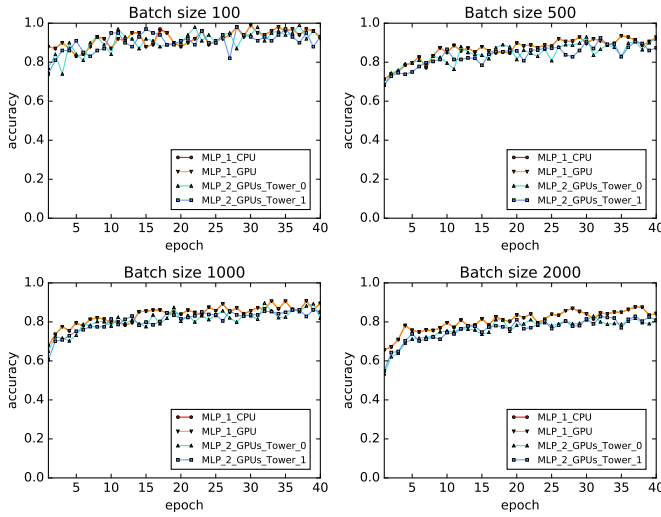 Batch size 100
1.0
0.8
0.6
0.4
0.2
0.0
accuracy
MLP_1_CPU
MLP_1_GPU
MLP_2_GPUs_Tower_0
MLP_2_GPUs_Tower_1
5 10 15 20 25 30 35 40
epoch
Batch size 500
1.0
0.8
0.6
0.4
0.2
0.0
accuracy
MLP_1_CPU
MLP_1_GPU
MLP_2_GPUs_Tower_0
MLP_2_GPUs_Tower_1
5 10 15 20 25 30 35 40
epoch
Batch size 1000
1.0
0.8
0.6
0.4
0.2
0.0
accuracy
MLP_1_CPU
MLP_1_GPU
MLP_2_GPUs_Tower_0
MLP_2_GPUs_Tower_1
5 10 15 20 25 30 35 40
epoch
Batch size 2000
1.0
0.8
0.6
0.4
0.2
0.0
accuracy
MLP_1_CPU
MLP_1_GPU
MLP_2_GPUs_Tower_0
MLP_2_GPUs_Tower_1
5 10 15 20 25 30 35 40
epoch